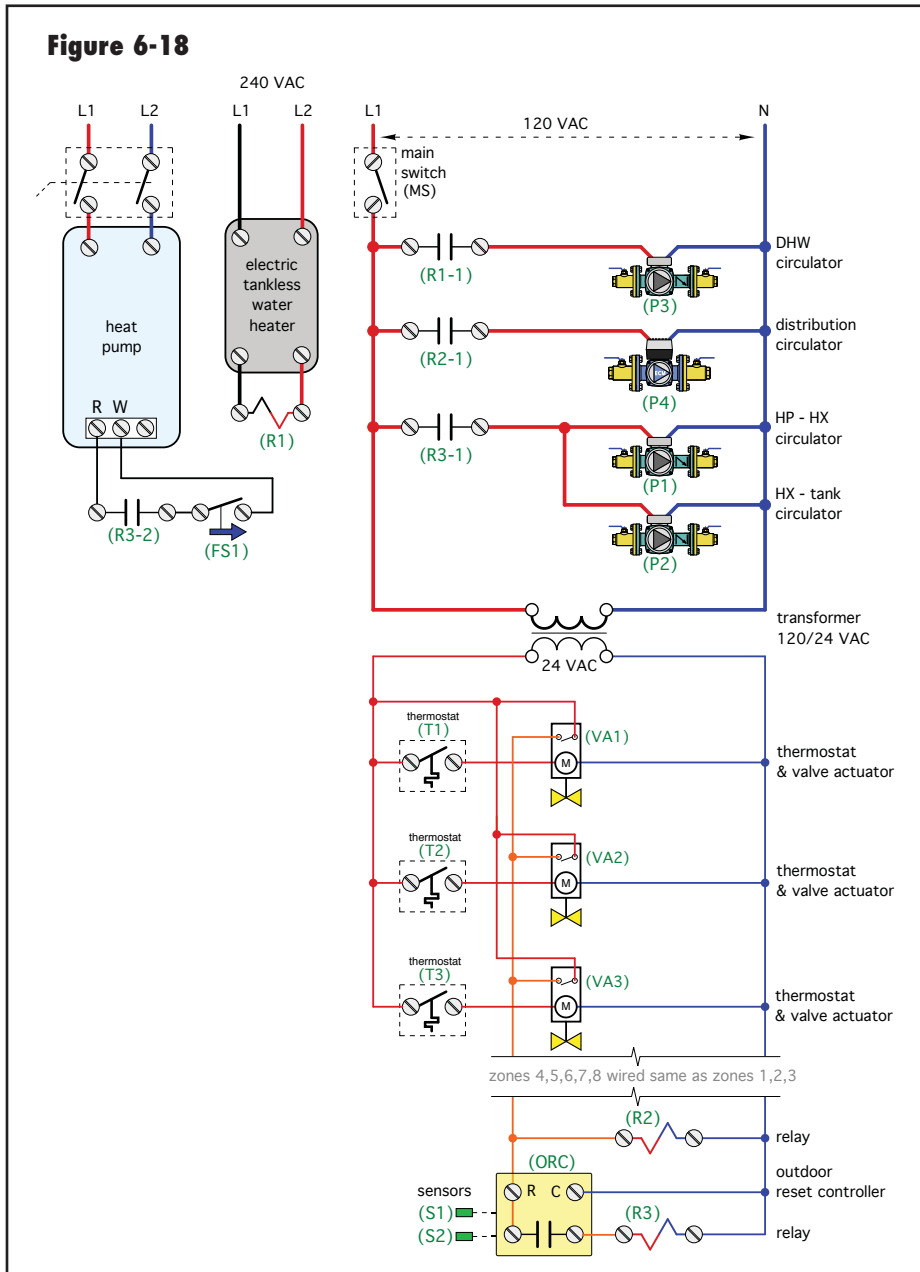 Figure 6-18
240 VAC
L1
L2
L1
L2
L1
N
120 VAC
main
switch
(MS)
DHW
circulator
(R1-1)
(P3)
electric
tankless
water
heater
heat
pump
distribution
circulator
(R2-1)
(P4)
R
W
(R1)
HP - HX
circulator
(R3-1)
(P1)
HX - tank
circulator
(R3-2)
(FS1)
(P2)
transformer
120/24 VAC
24 VAC
thermostat
(T1)
(VA1)
M
thermostat
& valve actuator
thermostat
(T2)
(VA2)
M
thermostat
& valve actuator
thermostat
(T3)
(VA3)
M
thermostat
& valve actuator
zones 4,5,6,7,8 wired same as zones 1,2,3
(R2)
relay
(ORC)
outdoor
reset controller
R
C
sensors
(S1)
(S2)
(R3)
relay